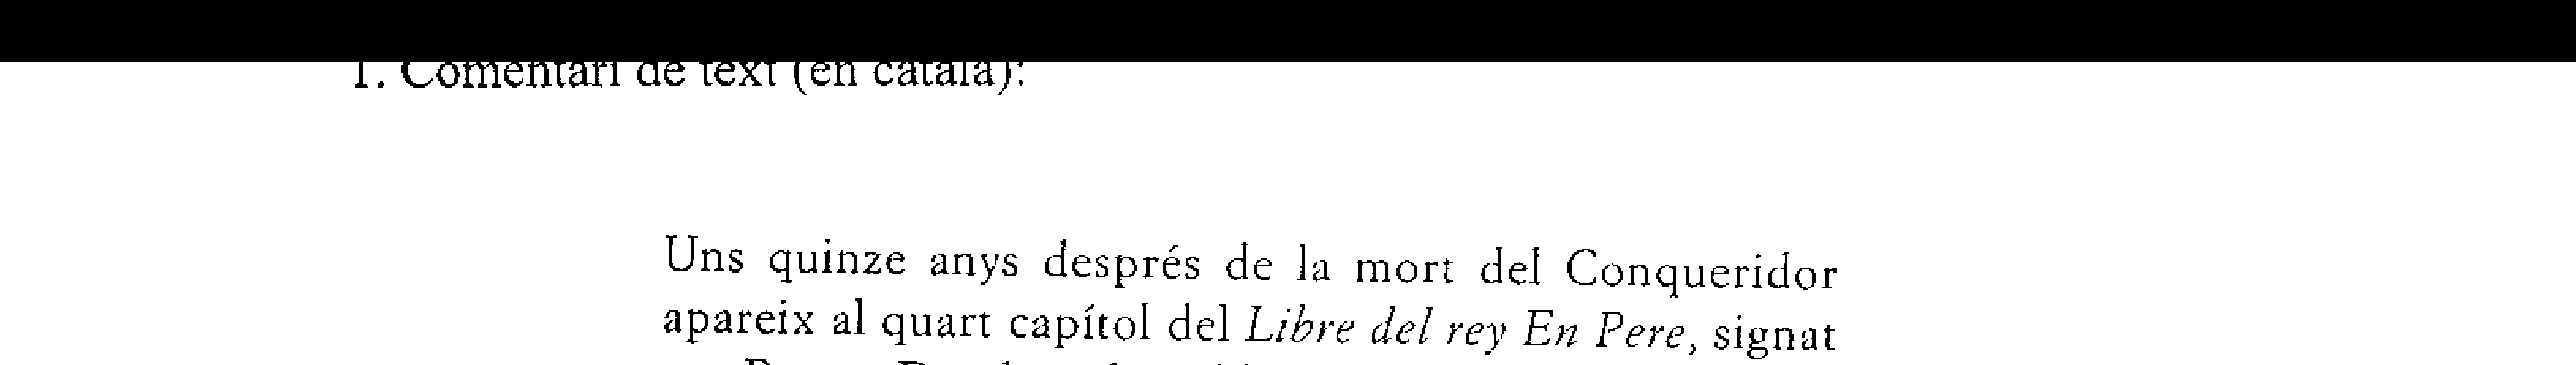 1. Comentari de text (en català):
Uns quinze anys després de la mort del Conqueridor
apareix al quart capítol del Libre del rey En Pere, signat